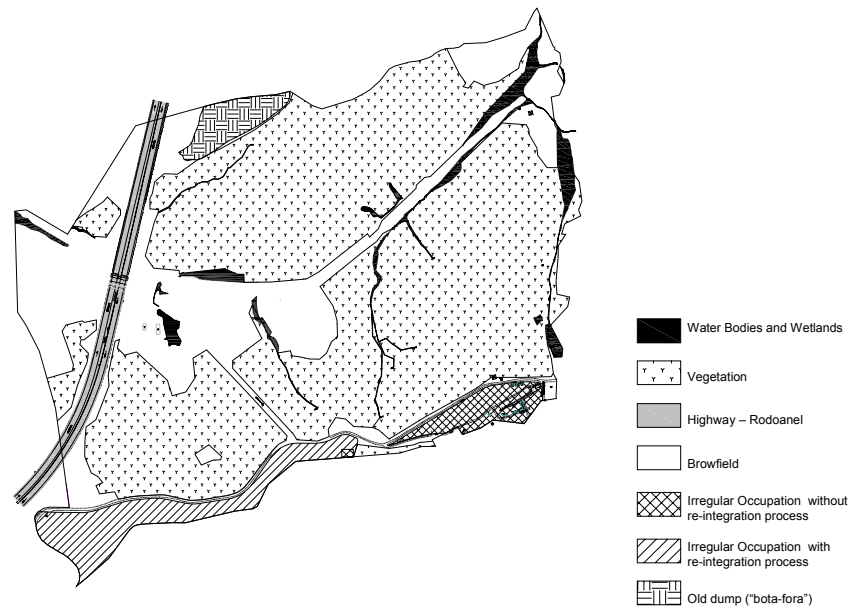 Water Bodies and Wetlands
Vegetation
Highway – Rodoanel
Browfield
Irregular Occupation without
re-integration process
Irregular Occupation with
re-integration process
Old dump ("bota-fora")